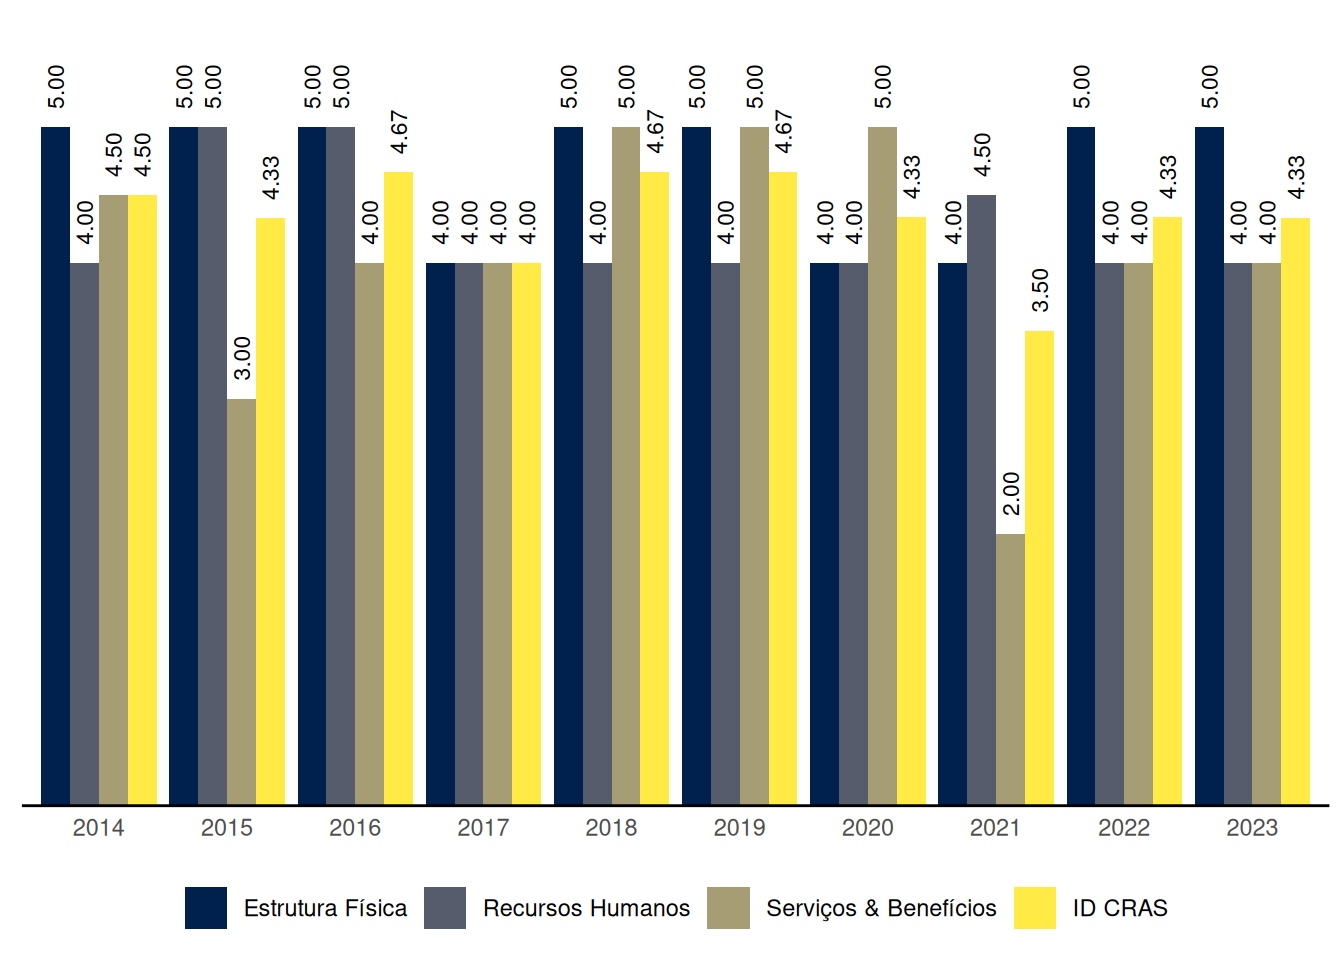 5.00 4.00 4.50 4.50
5.00 5.00 3.00 4.33
5.00 5.00 4.00 4.67
4.00 4.00 4.00 4.00
5.00 4.00 5.00 4.67
5.00 4.00 5.00 4.67
4.00 4.00 5.00 4.33
4.00 4.50 2.00 3.50
5.00 4.00 4.00 4.33
5.00 4.00 4.00 4.33
2014 2015 2016 2017 2018 2019 2020 2021 2022 2023
Estrutura Física Recursos Humanos Serviços & Benefícios ID CRAS